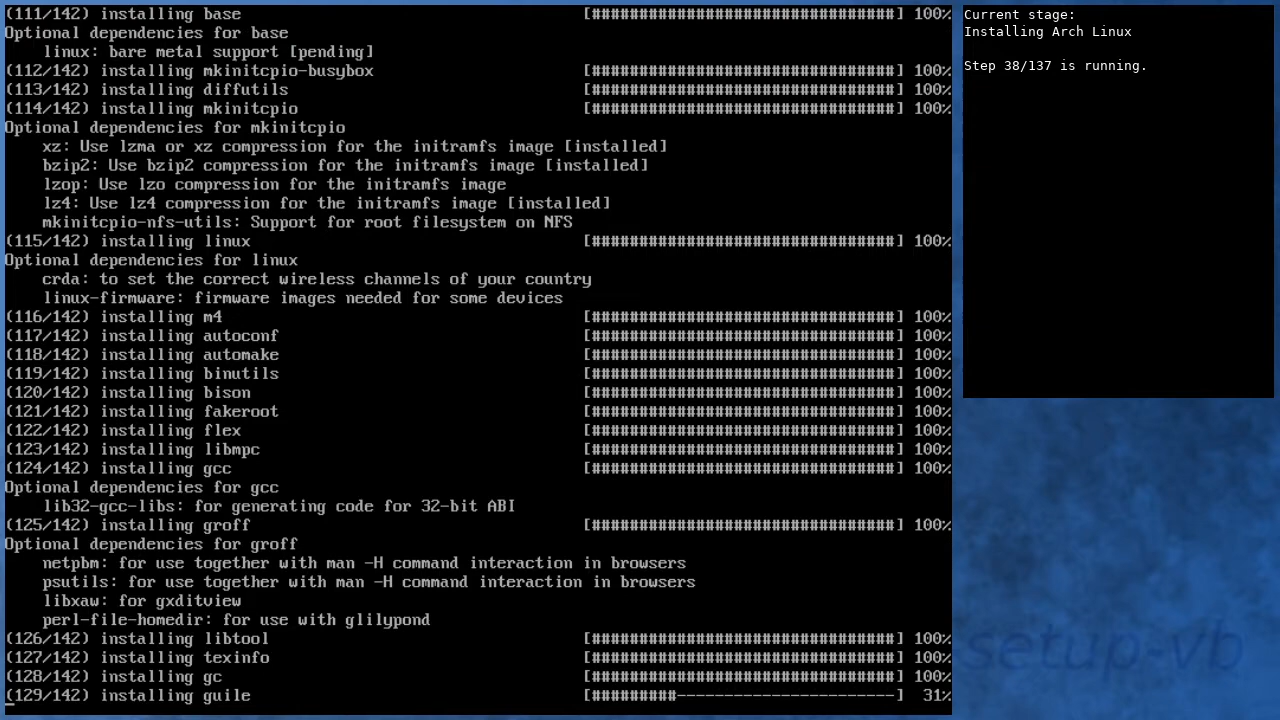 (111/142) installing base [################################] 100%
Optional dependencies for base
linux: bare metal support [pending]
(112/142) installing mkinitcpio-busybox [################################] 100%
(113/142) installing diffutils [################################] 100%
(114/142) installing mkinitcpio [################################] 100%
Optional dependencies for mkinitcpio
xz: Use lzma or xz compression for the initramfs image [installed]
bzip2: Use bzip2 compression for the initramfs image [installed]
lzop: Use lzo compression for the initramfs image
lz4: Use lz4 compression for the initramfs image [installed]
mkinitcpio-nfs-utils: Support for root filesystem on NFS
(115/142) installing linux [################################] 100%
Optional dependencies for linux
crda: to set the correct wireless channels of your country
linux-firmware: firmware images needed for some devices
(116/142) installing m4 [################################] 100%
(117/142) installing autoconf [################################] 100%
(118/142) installing automake [################################] 100%
(119/142) installing binutils [################################] 100%
(120/142) installing bison [################################] 100%
(121/142) installing fakeroot [################################] 100%
(122/142) installing flex [################################] 100%
(123/142) installing libmpc [################################] 100%
(124/142) installing gcc [################################] 100%
Optional dependencies for gcc
lib32-gcc-libs: for generating code for 32-bit ABI
(125/142) installing groff [################################] 100%
Optional dependencies for groff
netpbm: for use together with man -H command interaction in browsers
psutils: for use together with man -H command interaction in browsers
libxaw: for gxditview
perl-file-homedir: for use with glilypond
(126/142) installing libtool [################################] 100%
(127/142) installing texinfo [################################] 100%
(128/142) installing gc [################################] 100%
(129/142) installing guile [#########-----------------------] 31%
Current stage:
Installing Arch Linux
Step 38/137 is running.
setup-vb